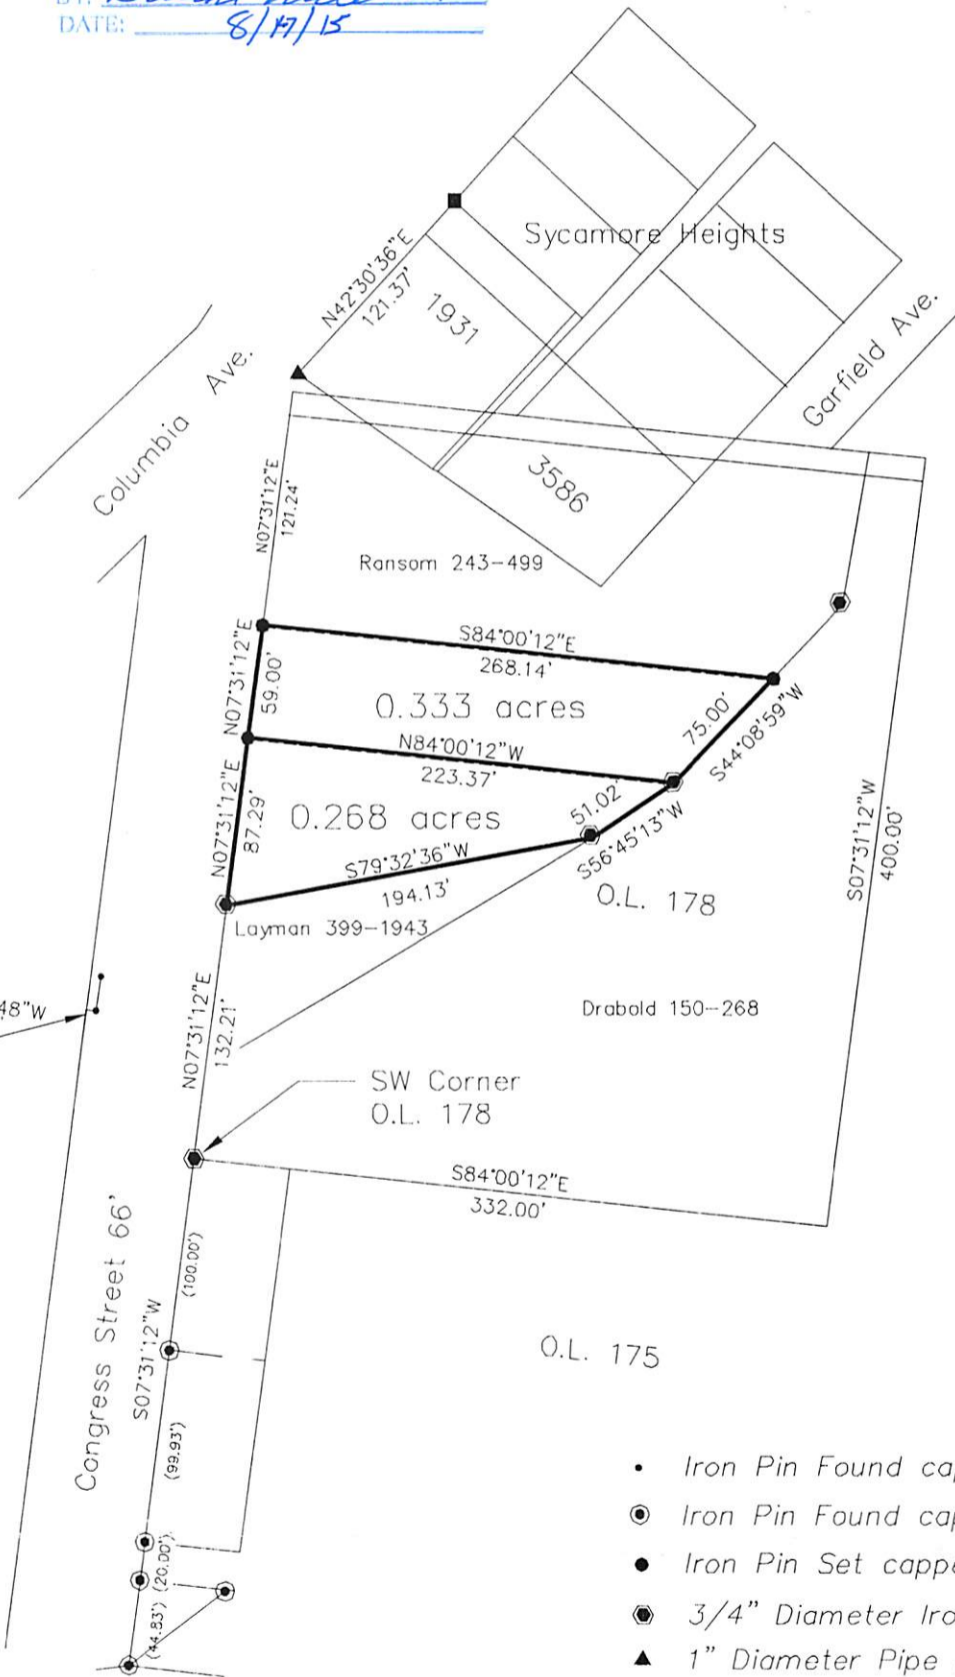 DATE: 8/17/15
Sycamore Heights
N42°30'36"E
121.37'
1931
Garfield Ave.
Columbia Ave.
3586
N07°31'12"E
121.24'
Ransom 243-499
S84°00'12"E
268.14'
N07°31'12"E
59.00'
0.333 acres
75.00'
S44°08'59"W
N84°00'12"W
223.37'
N07°31'12"E
87.29'
0.268 acres
51.02'
S56°45'13"W
S79°32'36"W
194.13'
S07°31'12"W
400.00'
O.L. 178
Layman 399-1943
48"W
N07°31'12"E
132.21'
Drabold 150-268
SW Corner
O.L. 178
S84°00'12"E
332.00'
Congress Street 66'
(100.00')
S07°31'12"W
O.L. 175
(99.93')
(20.00')
(44.83')
Iron Pin Found
Iron Pin Found
Iron Pin Set
3/4" Diameter
1" Diameter Pipe